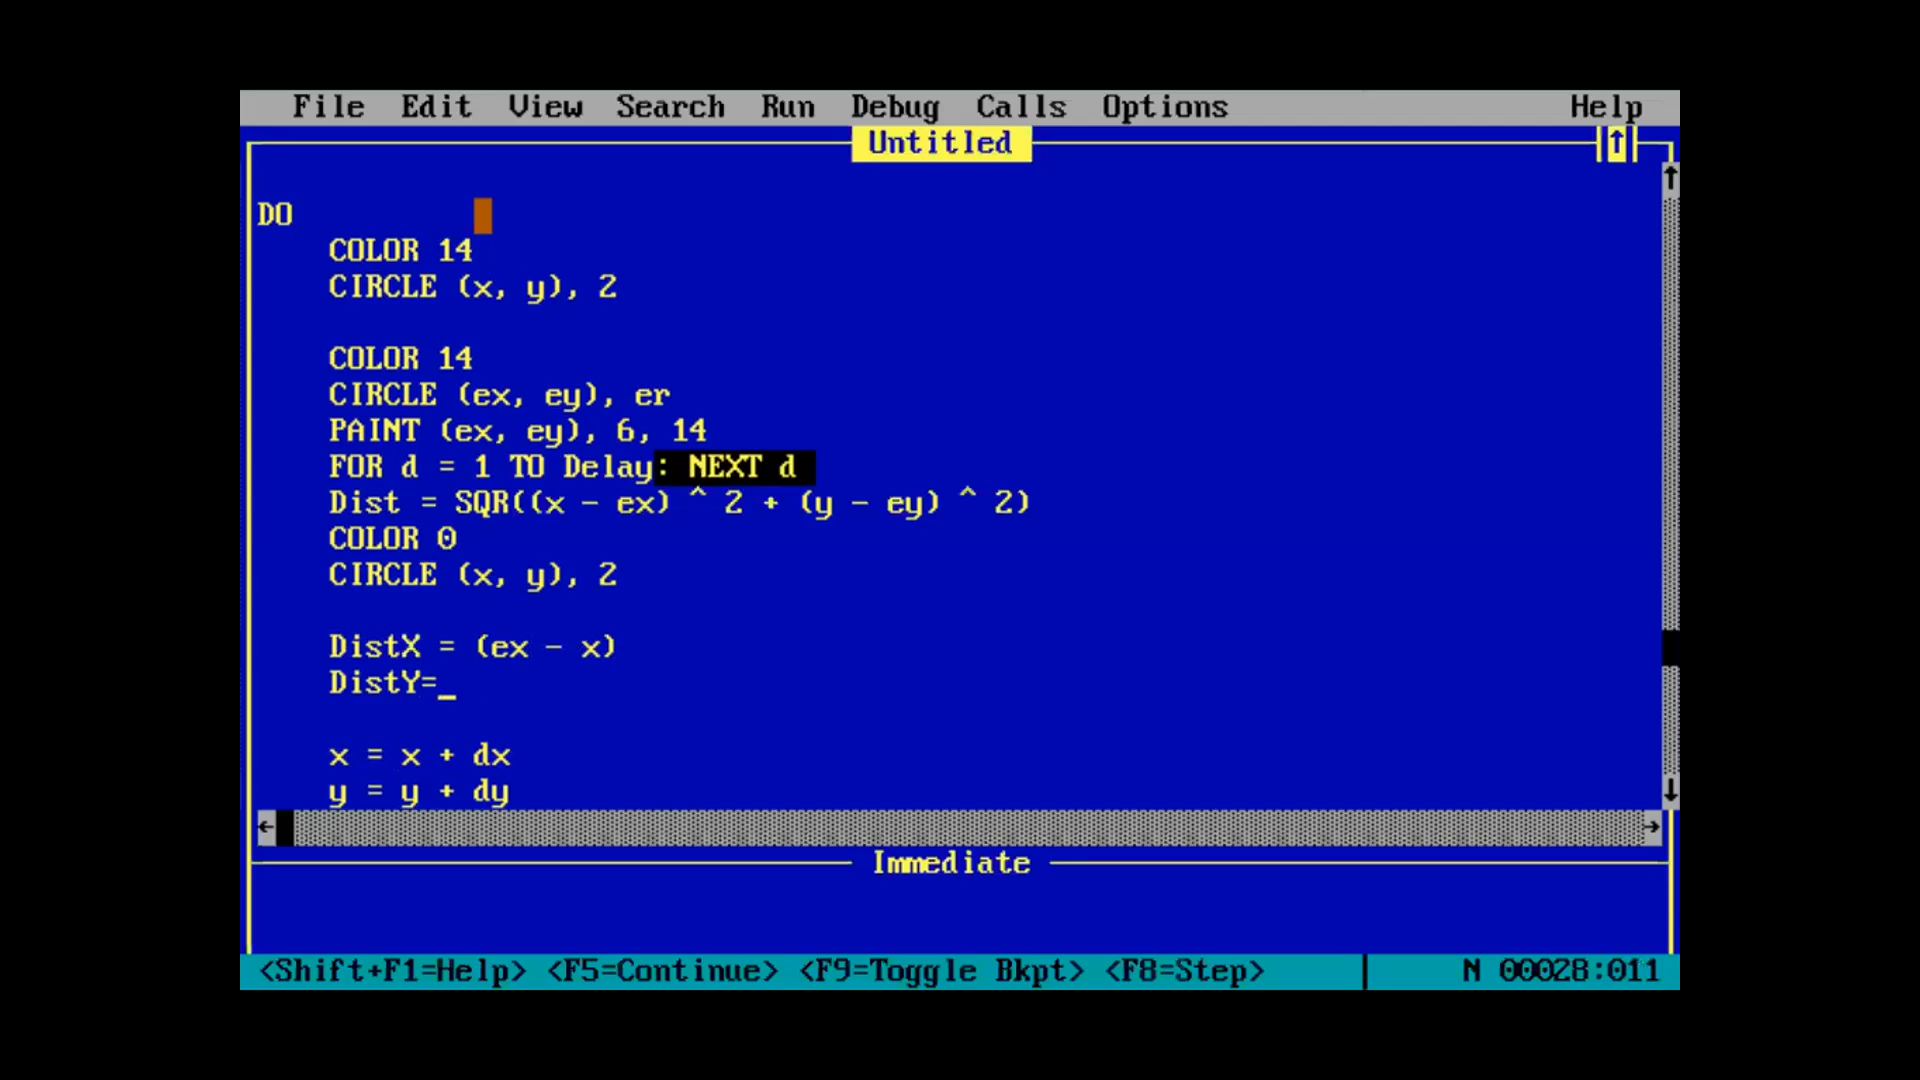 File Edit View Search Run Debug Calls Options Help
Untitled
DO
COLOR 14
CIRCLE (x, y), 2
COLOR 14
CIRCLE (ex, ey), er
PAINT (ex, ey), 6, 14
FOR d = 1 TO Delay: NEXT d
Dist = SQR((x - ex) ^ 2 + (y - ey) ^ 2)
COLOR 0
CIRCLE (x, y), 2
DistX = (ex - x)
DistY=_
x = x + dx
y = y + dy
Immediate
<Shift+F1=Help> <F5=Continue> <F9=Toggle Bkpt> <F8=Step> N 00028:011